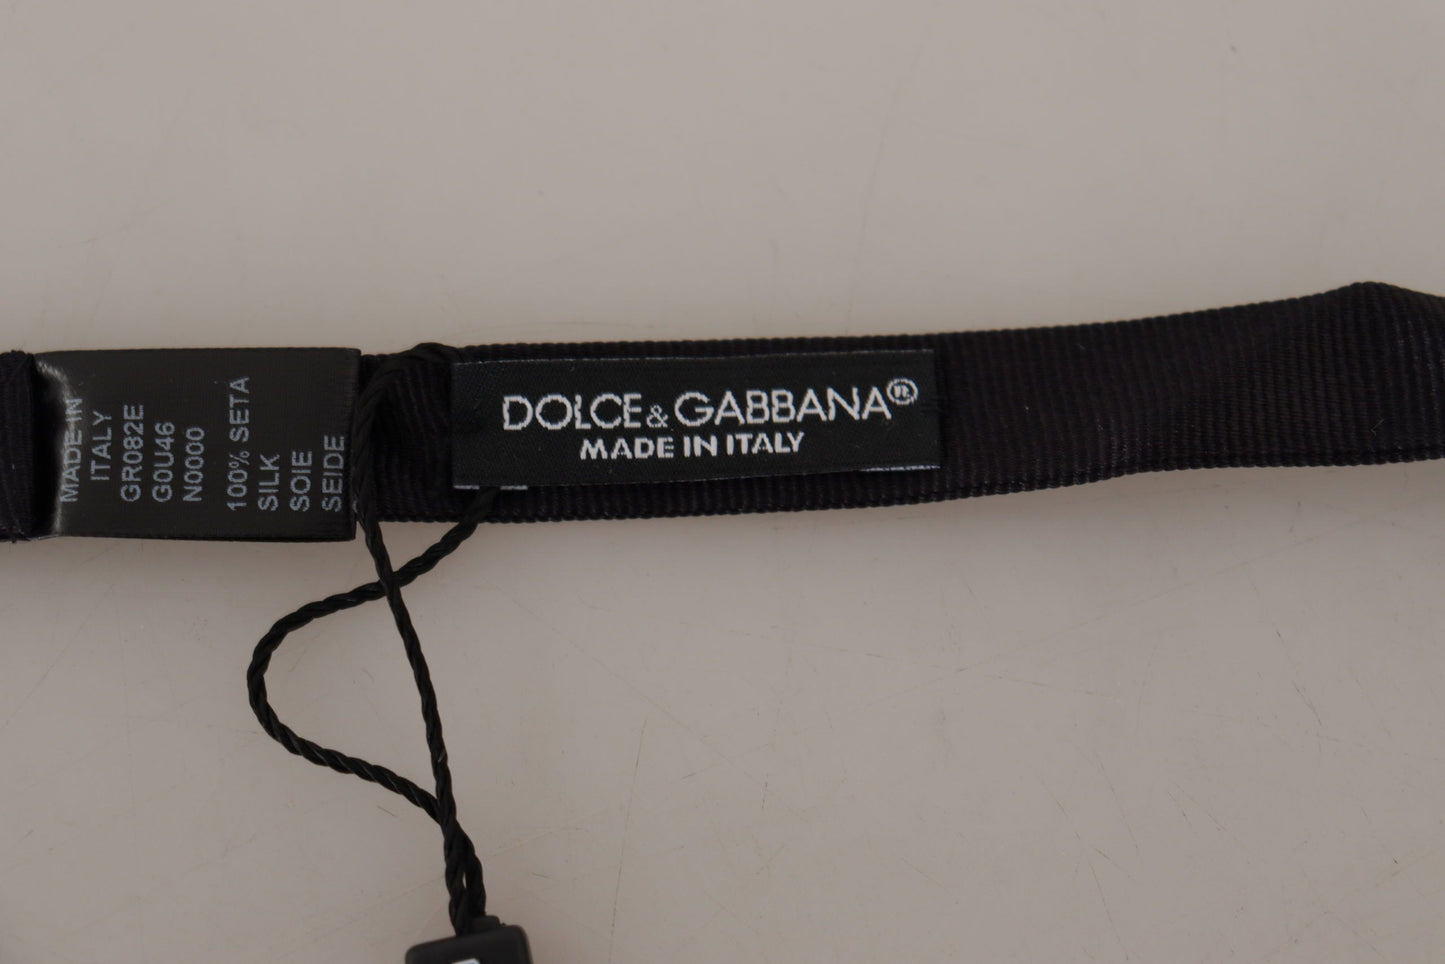 MADE IN
ITALY
GR082E
G0U46
N0000
100% SETA
SILK
SOIE
SEIDE
DOLCE & GABBANA®
MADE IN ITALY